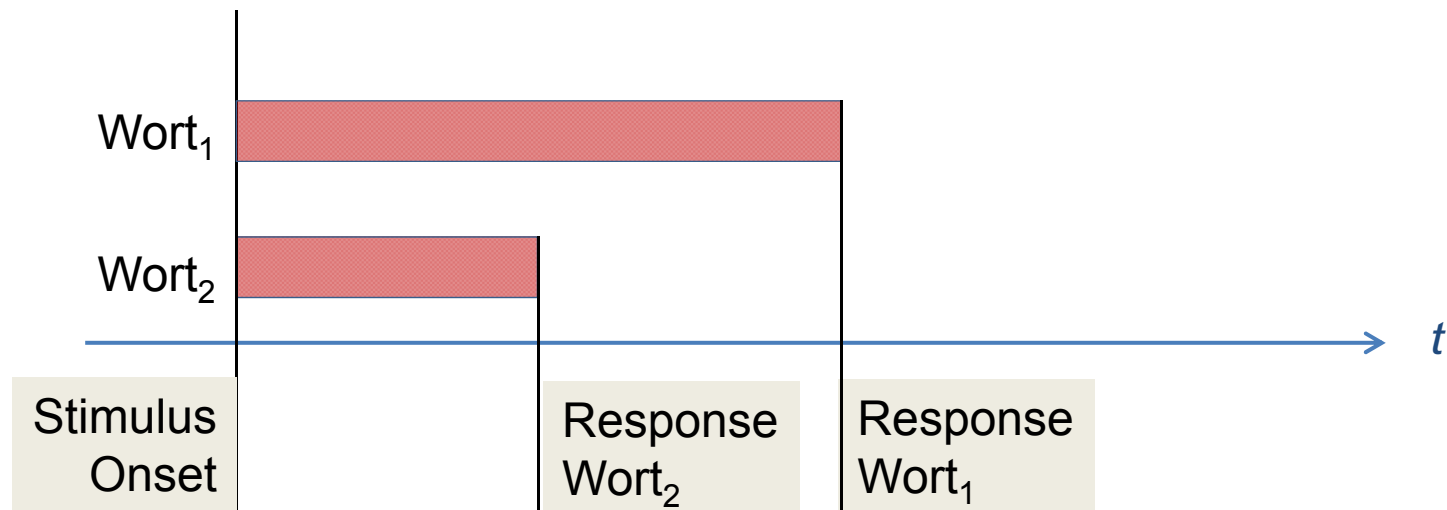 Wort₁
Wort₂
t
Stimulus
Onset
Response
Wort₂
Response
Wort₁